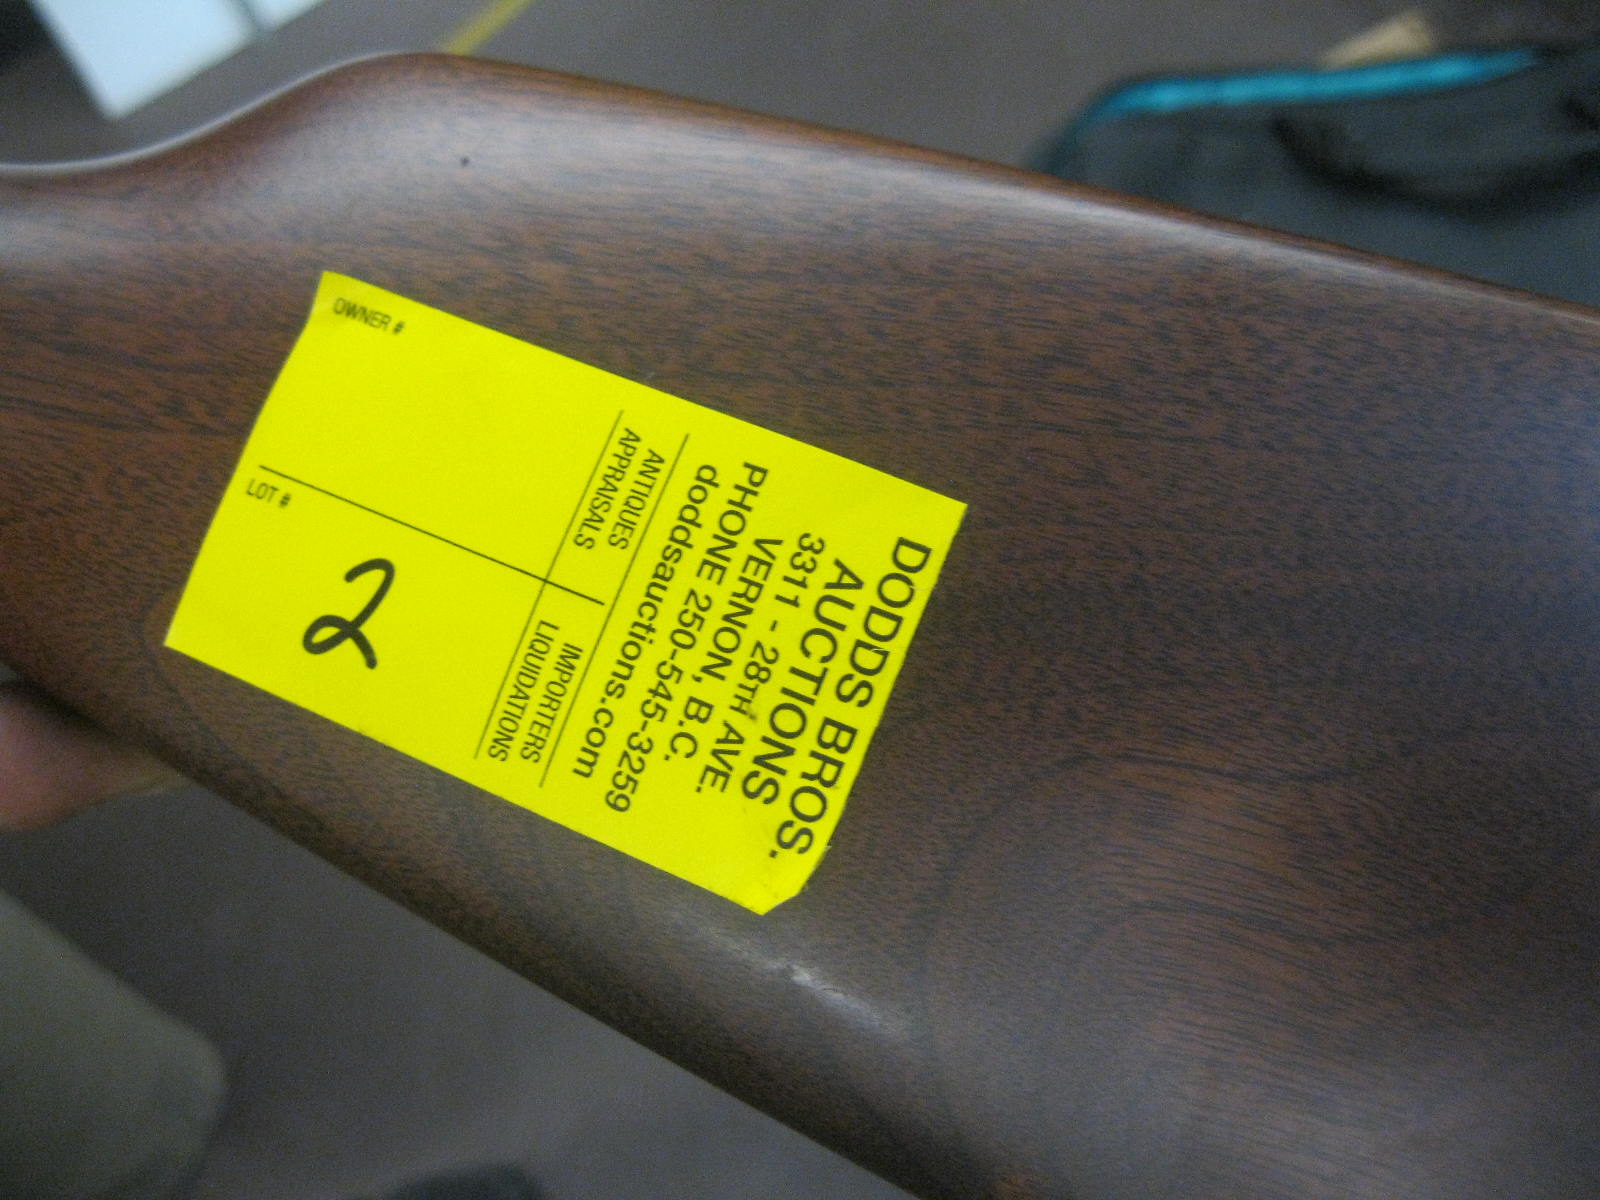 DODDS BROS.
AUCTIONS
3311 - 28TH AVE.
VERNON, B.C.
PHONE 250-545-3259
doddsauctions.com
ANTIQUES
APPRAISALS
IMPORTERS
LIQUIDATIONS
OWNER #
LOT #
2